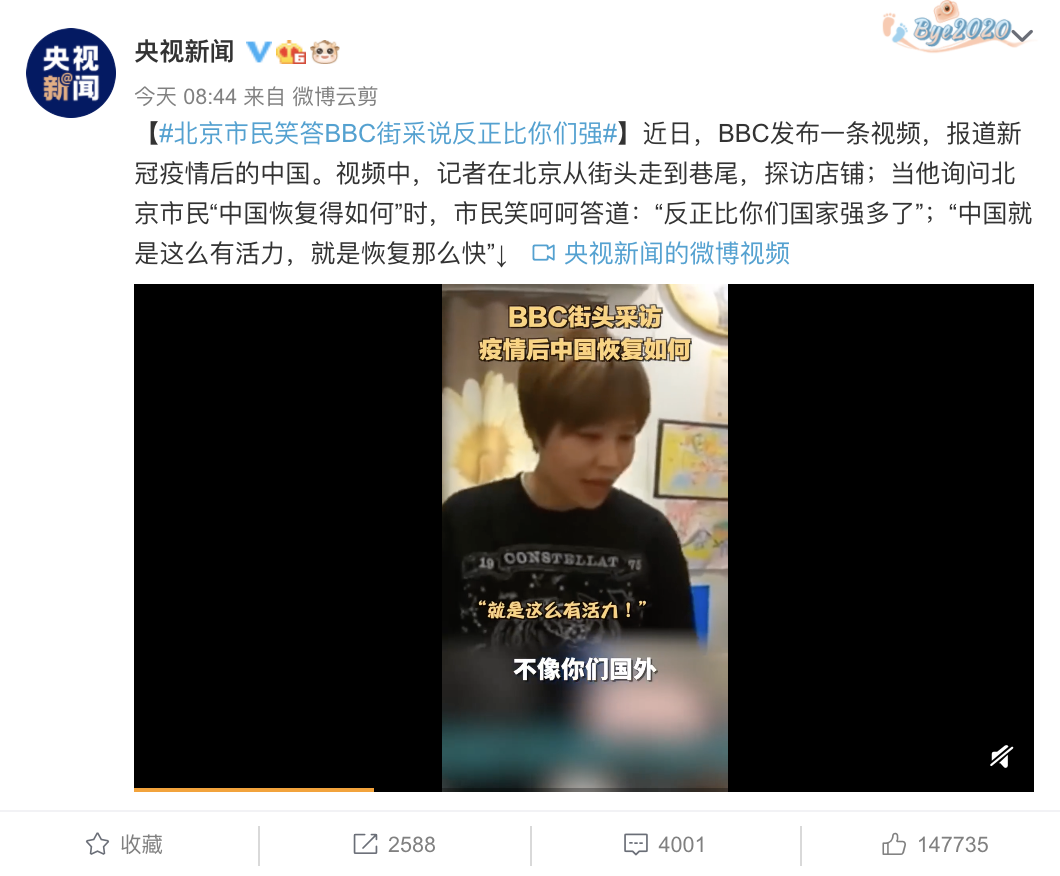 央视
新@闻
央视新闻
Bye2020
今天 08:44 来自 微博云剪
【#北京市民笑答BBC街采说反正比你们强#】近日，BBC发布一条视频，报道新
冠疫情后的中国。视频中，记者在北京从街头走到巷尾，探访店铺；当他询问北
京市民“中国恢复得如何”时，市民笑呵呵答道：“反正比你们国家强多了”；“中国就
是这么有活力，就是恢复那么快”↓ 央视新闻的微博视频
BBC街头采访
疫情后中国恢复如何
19 CONSTELLAT 75
“就是这么有活力！”
不像你们国外
收藏
2588
4001
147735